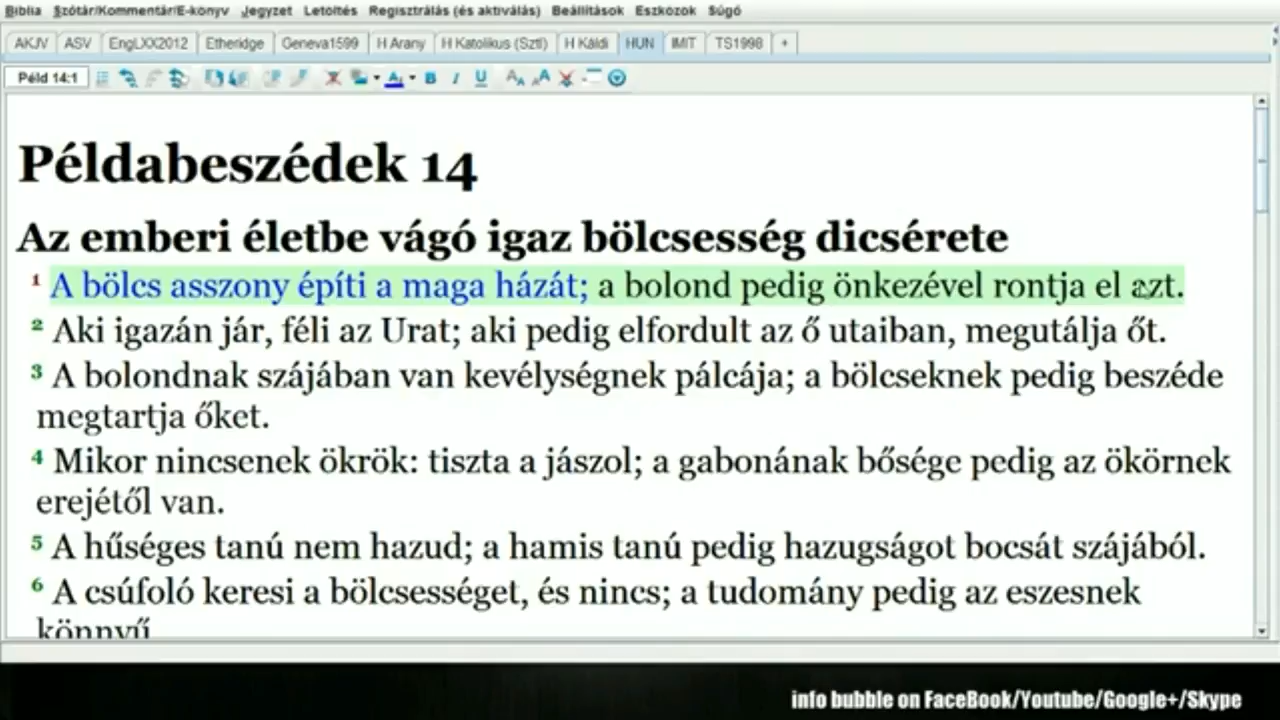 Biblia Szótár/Kommentár/E-könyv Jegyzet Letöltés Regisztrálás (és aktiválás) Beállítások Eszközök Súgó
AKJV ASV EngLXX2012 Etheridge Geneva1599 H Arany H Katolikus (SztI) H Káldi HUN IMIT TS1998 +
Péld 14:1
Példabeszédek 14
Az emberi életbe vágó igaz bölcsesség dicsérete
1 A bölcs asszony építi a maga házát; a bolond pedig önkezével rontja el azt.
2 Aki igazán jár, féli az Urat; aki pedig elfordult az ő utaiban, megutálja őt.
3 A bolondnak szájában van kevélységnek pálcája; a bölcseknek pedig beszéde
megtartja őket.
4 Mikor nincsenek ökrök: tiszta a jászol; a gabonának bősége pedig az ökörnek
erejétől van.
5 A hűséges tanú nem hazud; a hamis tanú pedig hazugságot bocsát szájából.
6 A csúfoló keresi a bölcsességet, és nincs; a tudomány pedig az eszesnek
könnyű
info bubble on FaceBook/Youtube/Google+/Skype